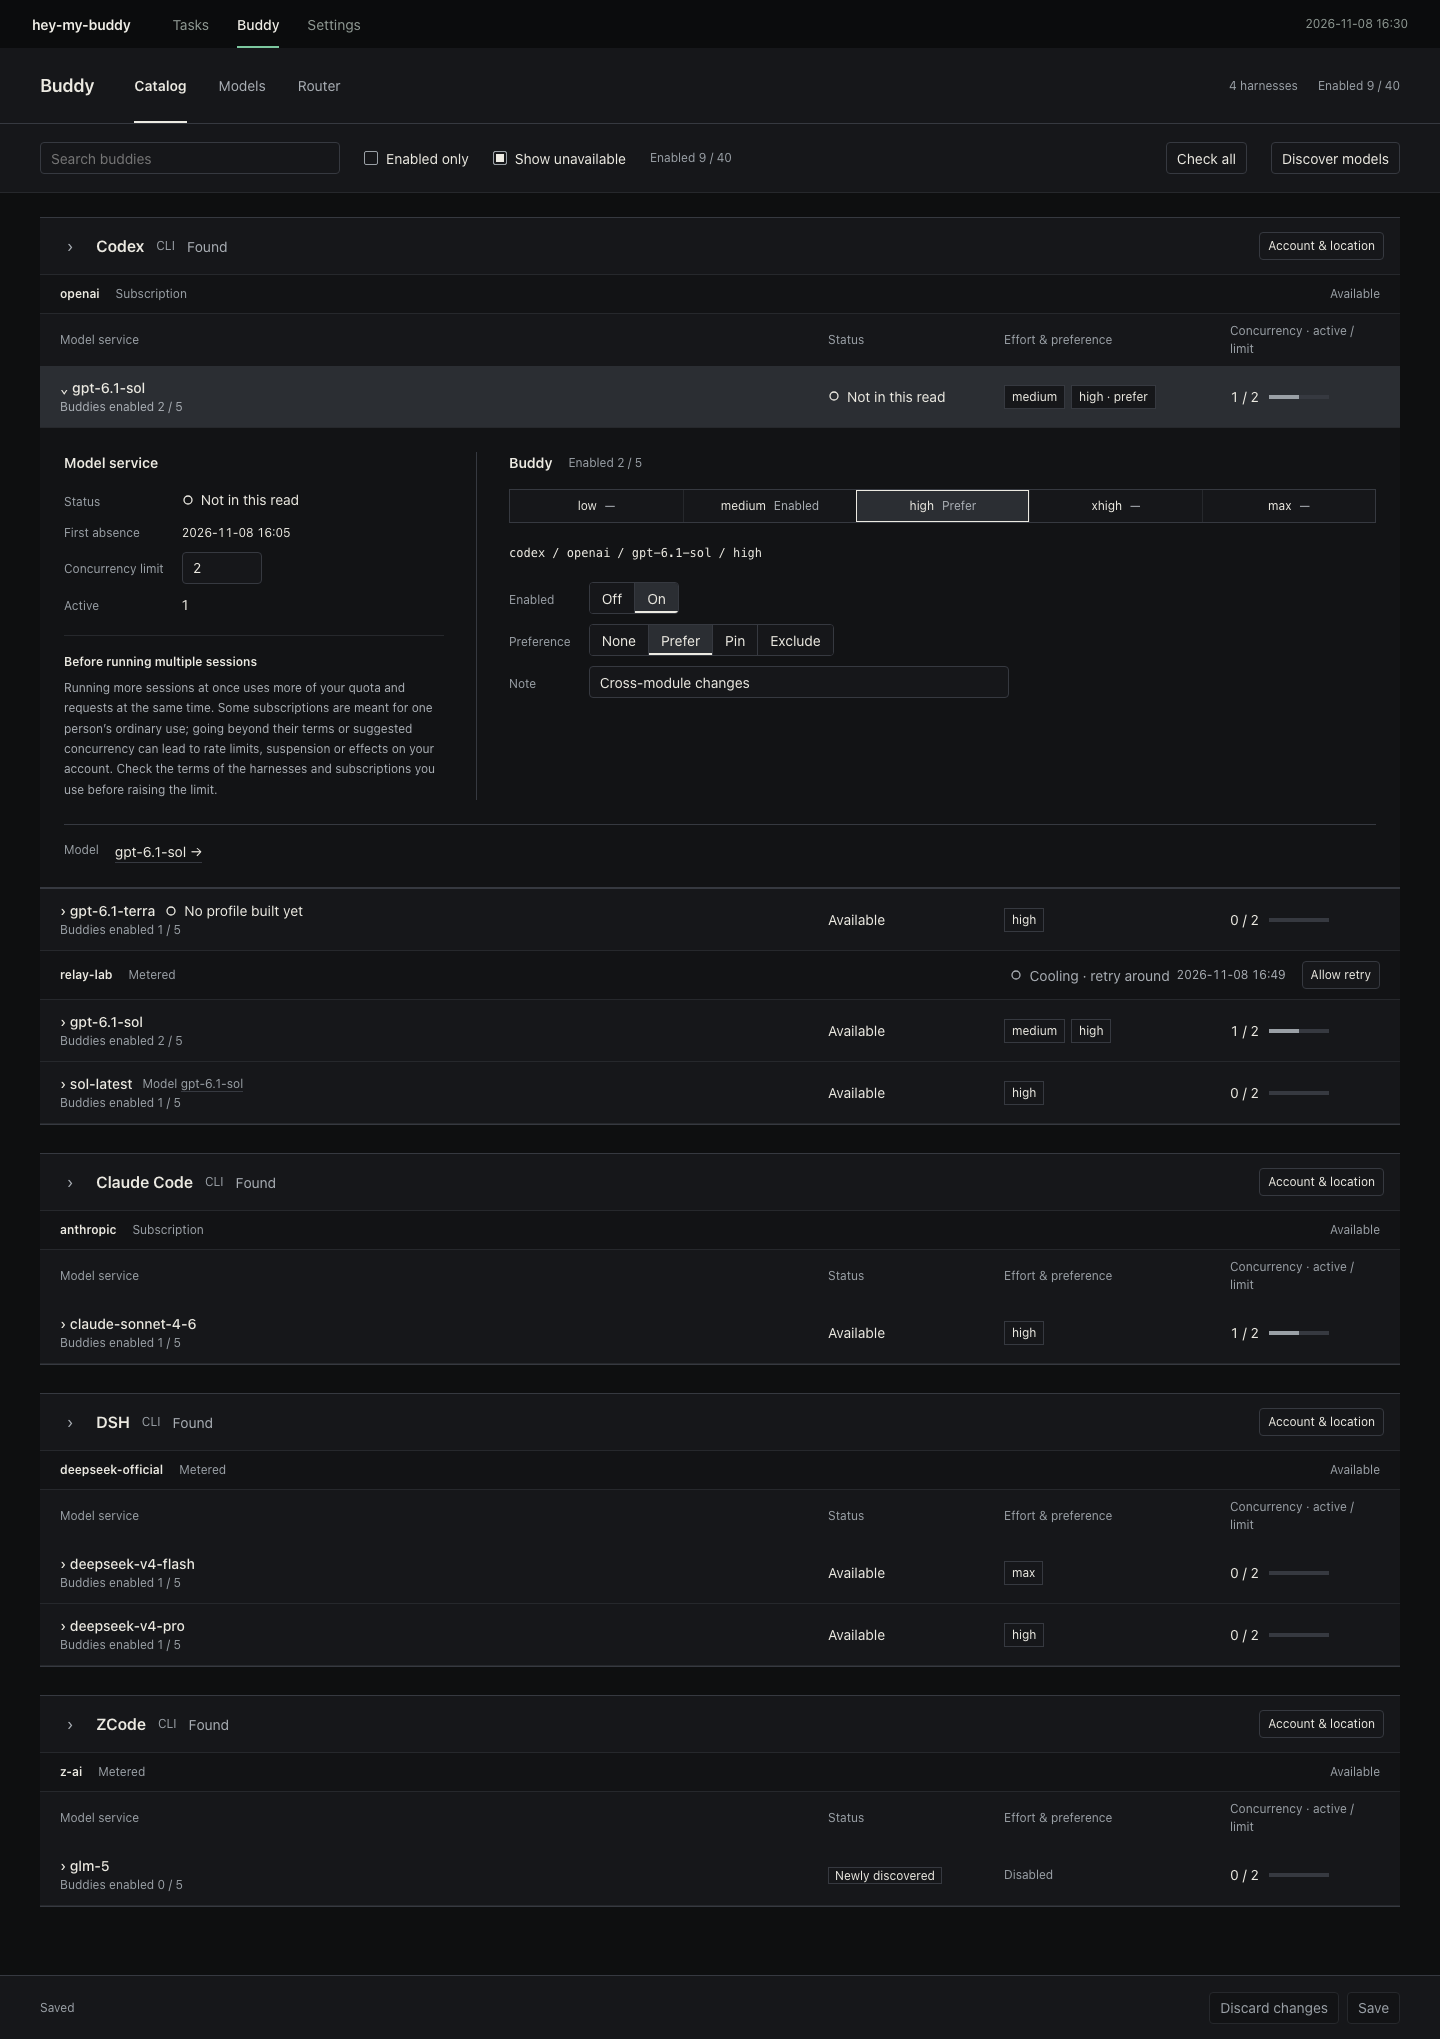 hey-my-buddy Tasks Buddy Settings 2026-11-08 16:30
Buddy Catalog Models Router 4 harnesses Enabled 9 / 40
Search buddies Enabled only Show unavailable Enabled 9 / 40 Check all Discover models
› Codex CLI Found Account & location
openai Subscription Available
Model service Status Effort & preference Concurrency · active / limit
gpt-6.1-sol Not in this read medium high · prefer 1 / 2
Buddies enabled 2 / 5
Model service
Status Not in this read
First absence 2026-11-08 16:05
Concurrency limit 2
Active 1
Before running multiple sessions
Running more sessions at once uses more of your quota and
requests at the same time. Some subscriptions are meant for one
person's ordinary use; going beyond their terms or suggested
concurrency can lead to rate limits, suspension or effects on your
account. Check the terms of the harnesses and subscriptions you
use before raising the limit.
Buddy Enabled 2 / 5
low — medium Enabled high Prefer xhigh — max —
codex / openai / gpt-6.1-sol / high
Enabled Off On
Preference None Prefer Pin Exclude
Note Cross-module changes
Model gpt-6.1-sol →
› gpt-6.1-terra No profile built yet Available high 0 / 2
Buddies enabled 1 / 5
relay-lab Metered Cooling · retry around 2026-11-08 16:49 Allow retry
› gpt-6.1-sol Available medium high 1 / 2
Buddies enabled 2 / 5
› sol-latest Model gpt-6.1-sol Available high 0 / 2
Buddies enabled 1 / 5
› Claude Code CLI Found Account & location
anthropic Subscription Available
Model service Status Effort & preference Concurrency · active / limit
› claude-sonnet-4-6 Available high 1 / 2
Buddies enabled 1 / 5
› DSH CLI Found Account & location
deepseek-official Metered Available
Model service Status Effort & preference Concurrency · active / limit
› deepseek-v4-flash Available max 0 / 2
Buddies enabled 1 / 5
› deepseek-v4-pro Available high 0 / 2
Buddies enabled 1 / 5
› ZCode CLI Found Account & location
z-ai Metered Available
Model service Status Effort & preference Concurrency · active / limit
› glm-5 Newly discovered Disabled 0 / 2
Buddies enabled 0 / 5
Saved Discard changes Save